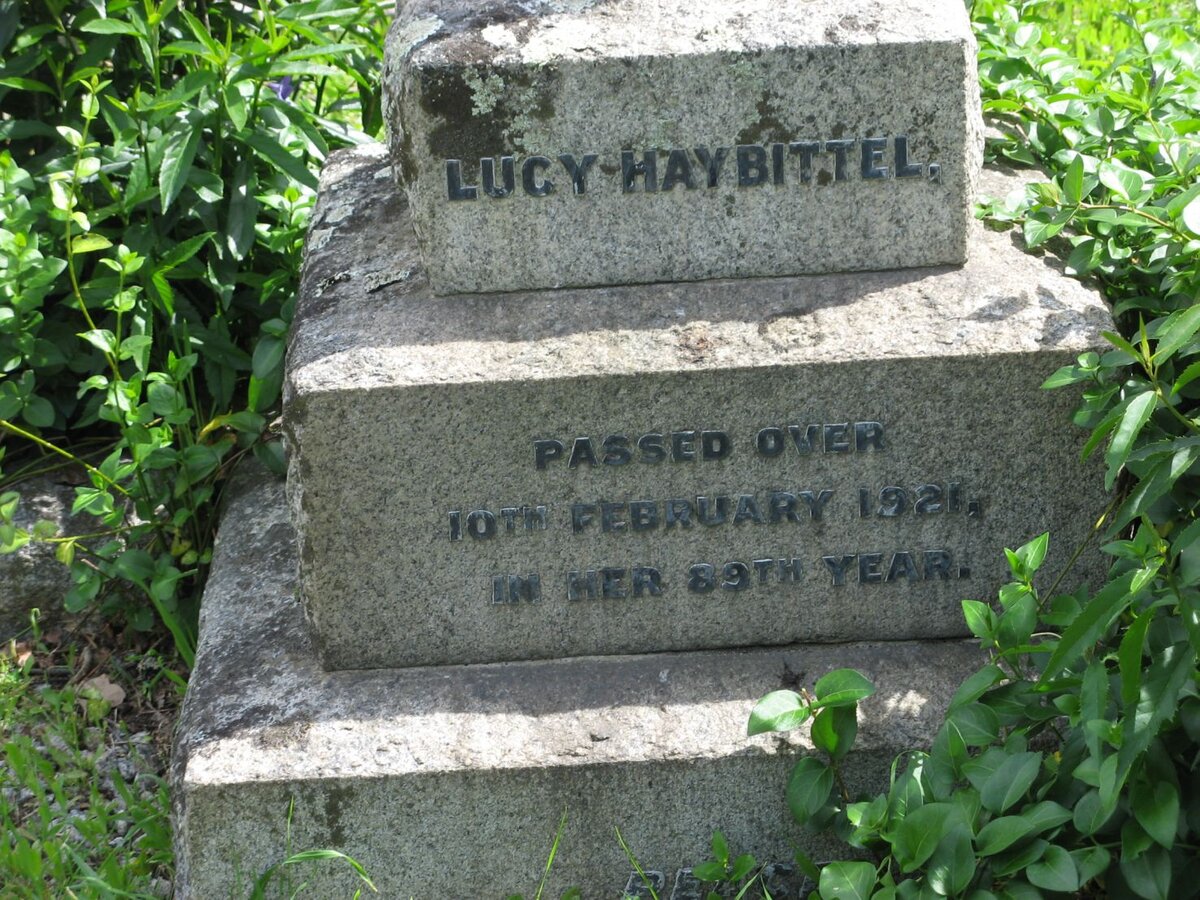 LUCY HAYBITTEL,
PASSED OVER
10TH FEBRUARY 1921,
IN HER 89TH YEAR.